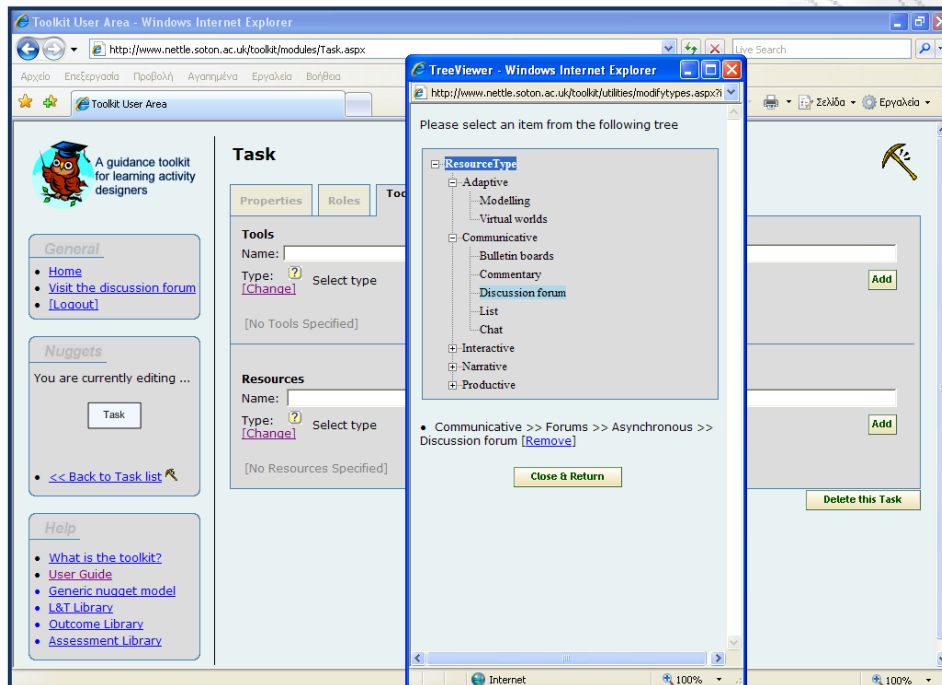 Toolkit User Area - Windows Internet Explorer
http://www.nettle.soton.ac.uk/toolkit/modules/Task.aspx
Live Search
Αρχείο Επεξεργασία Προβολή Αγαπημένα Εργαλεία Βοήθεια
Toolkit User Area
Σελίδα
Εργαλεία
A guidance toolkit
for learning activity
designers
General
Home
Visit the discussion forum
[Logout]
Nuggets
You are currently editing ...
Task
<< Back to Task list
Help
What is the toolkit?
User Guide
Generic nugget model
L&T Library
Outcome Library
Assessment Library
Task
Properties
Roles
Too
Tools
Name:
Type: ?
[Change]
Select type
Add
[No Tools Specified]
Resources
Name:
Type: ?
[Change]
Select type
Add
[No Resources Specified]
Delete this Task
TreeViewer - Windows Internet Explorer
http://www.nettle.soton.ac.uk/toolkit/utilities/modifytypes.aspx?i
Please select an item from the following tree
ResourceType
Adaptive
Modelling
Virtual worlds
Communicative
Bulletin boards
Commentary
Discussion forum
List
Chat
Interactive
Narrative
Productive
• Communicative >> Forums >> Asynchronous >>
Discussion forum [Remove]
Close & Return
Internet
100%
100%